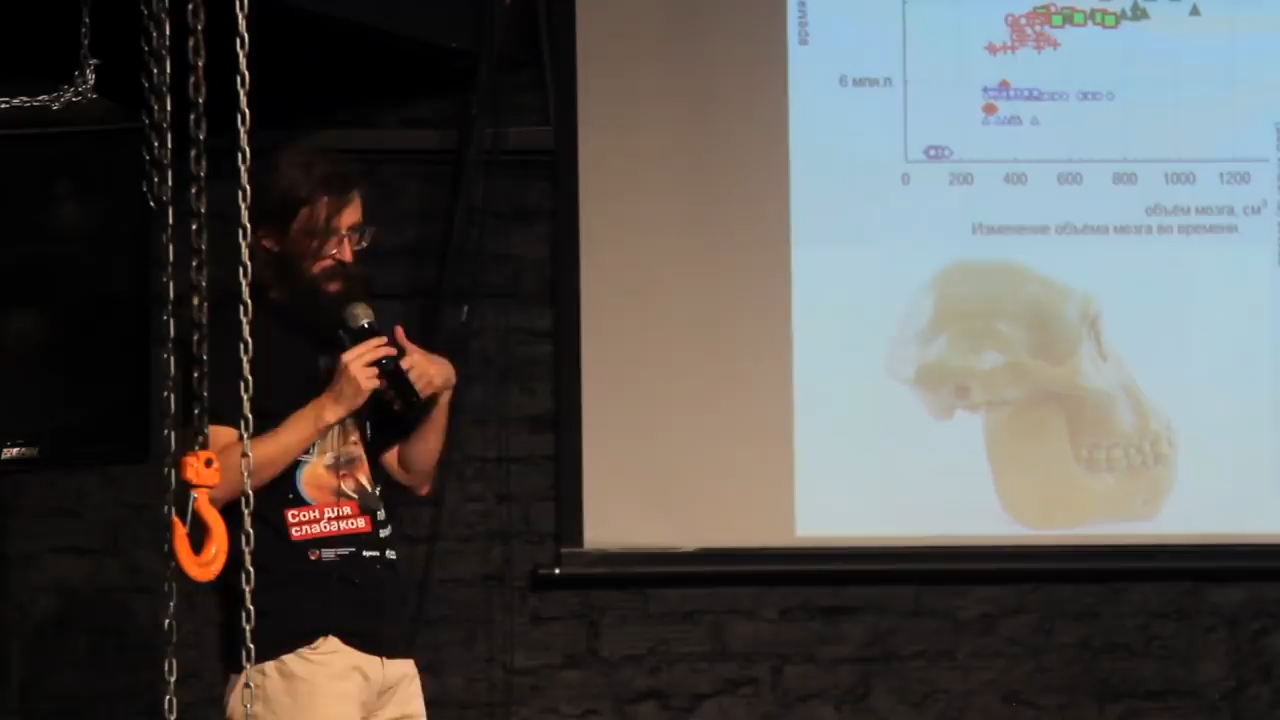 время
6 млн.л.
0 200 400 600 800 1000 1200
объём мозга, см³
Изменение объёма мозга во времени
Сон для
слабаков